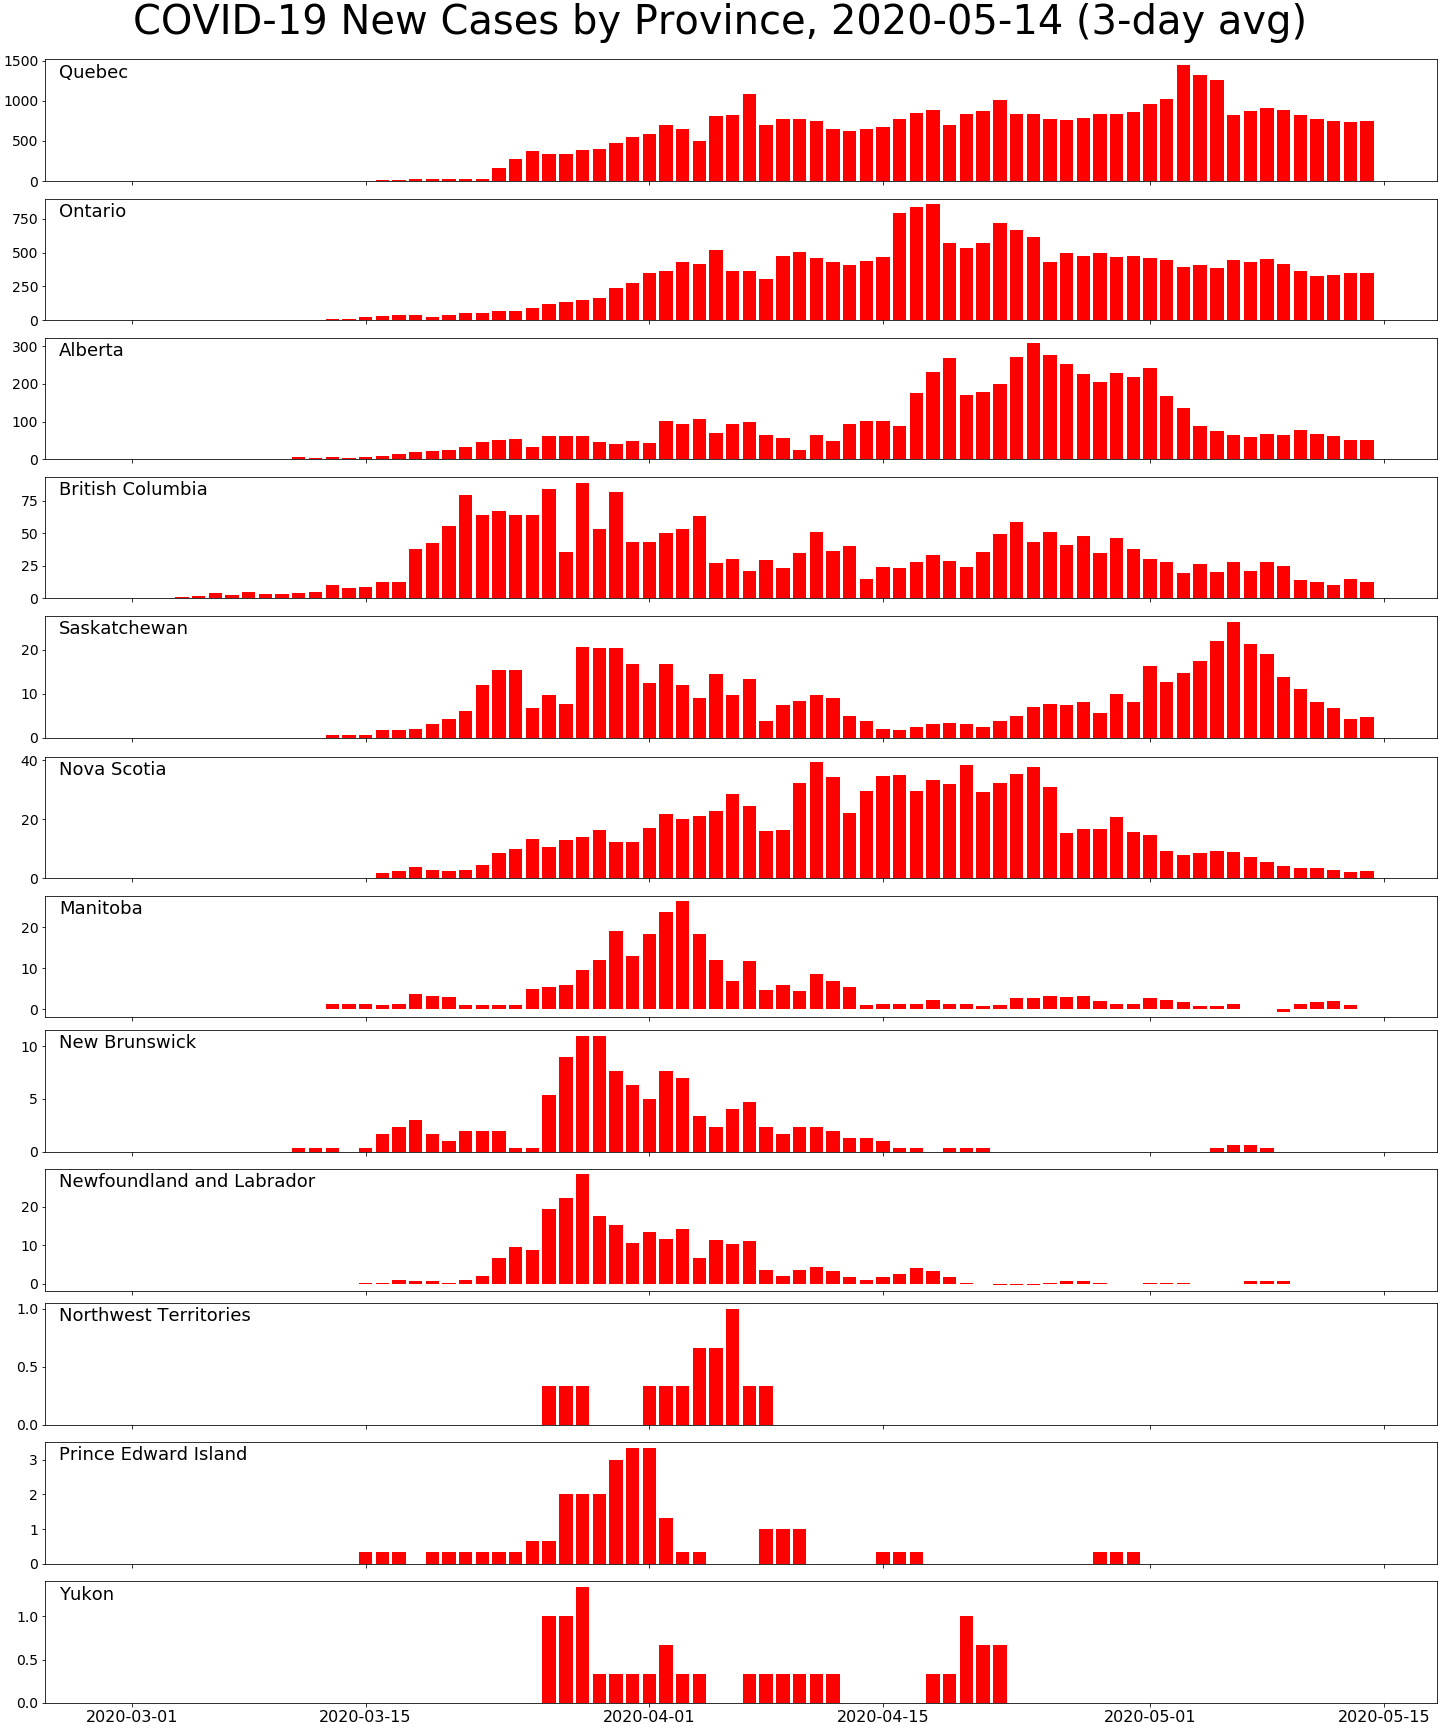 COVID-19 New Cases by Province, 2020-05-14 (3-day avg)
Quebec
1500
1000
500
0
Ontario
750
500
250
0
Alberta
300
200
100
0
British Columbia
75
50
25
0
Saskatchewan
20
10
0
Nova Scotia
40
20
0
Manitoba
20
10
0
New Brunswick
10
5
0
Newfoundland and Labrador
20
10
0
Northwest Territories
1.0
0.5
0.0
Prince Edward Island
3
2
1
0
Yukon
1.0
0.5
0.0
2020-03-01 2020-03-15 2020-04-01 2020-04-15 2020-05-01 2020-05-15